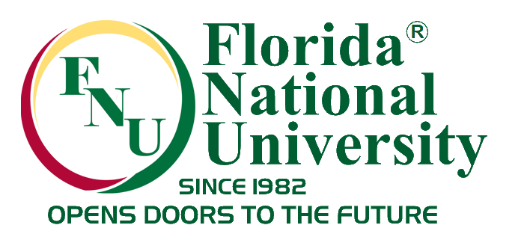 FNU
Florida®
National
University
SINCE 1982
OPENS DOORS TO THE FUTURE